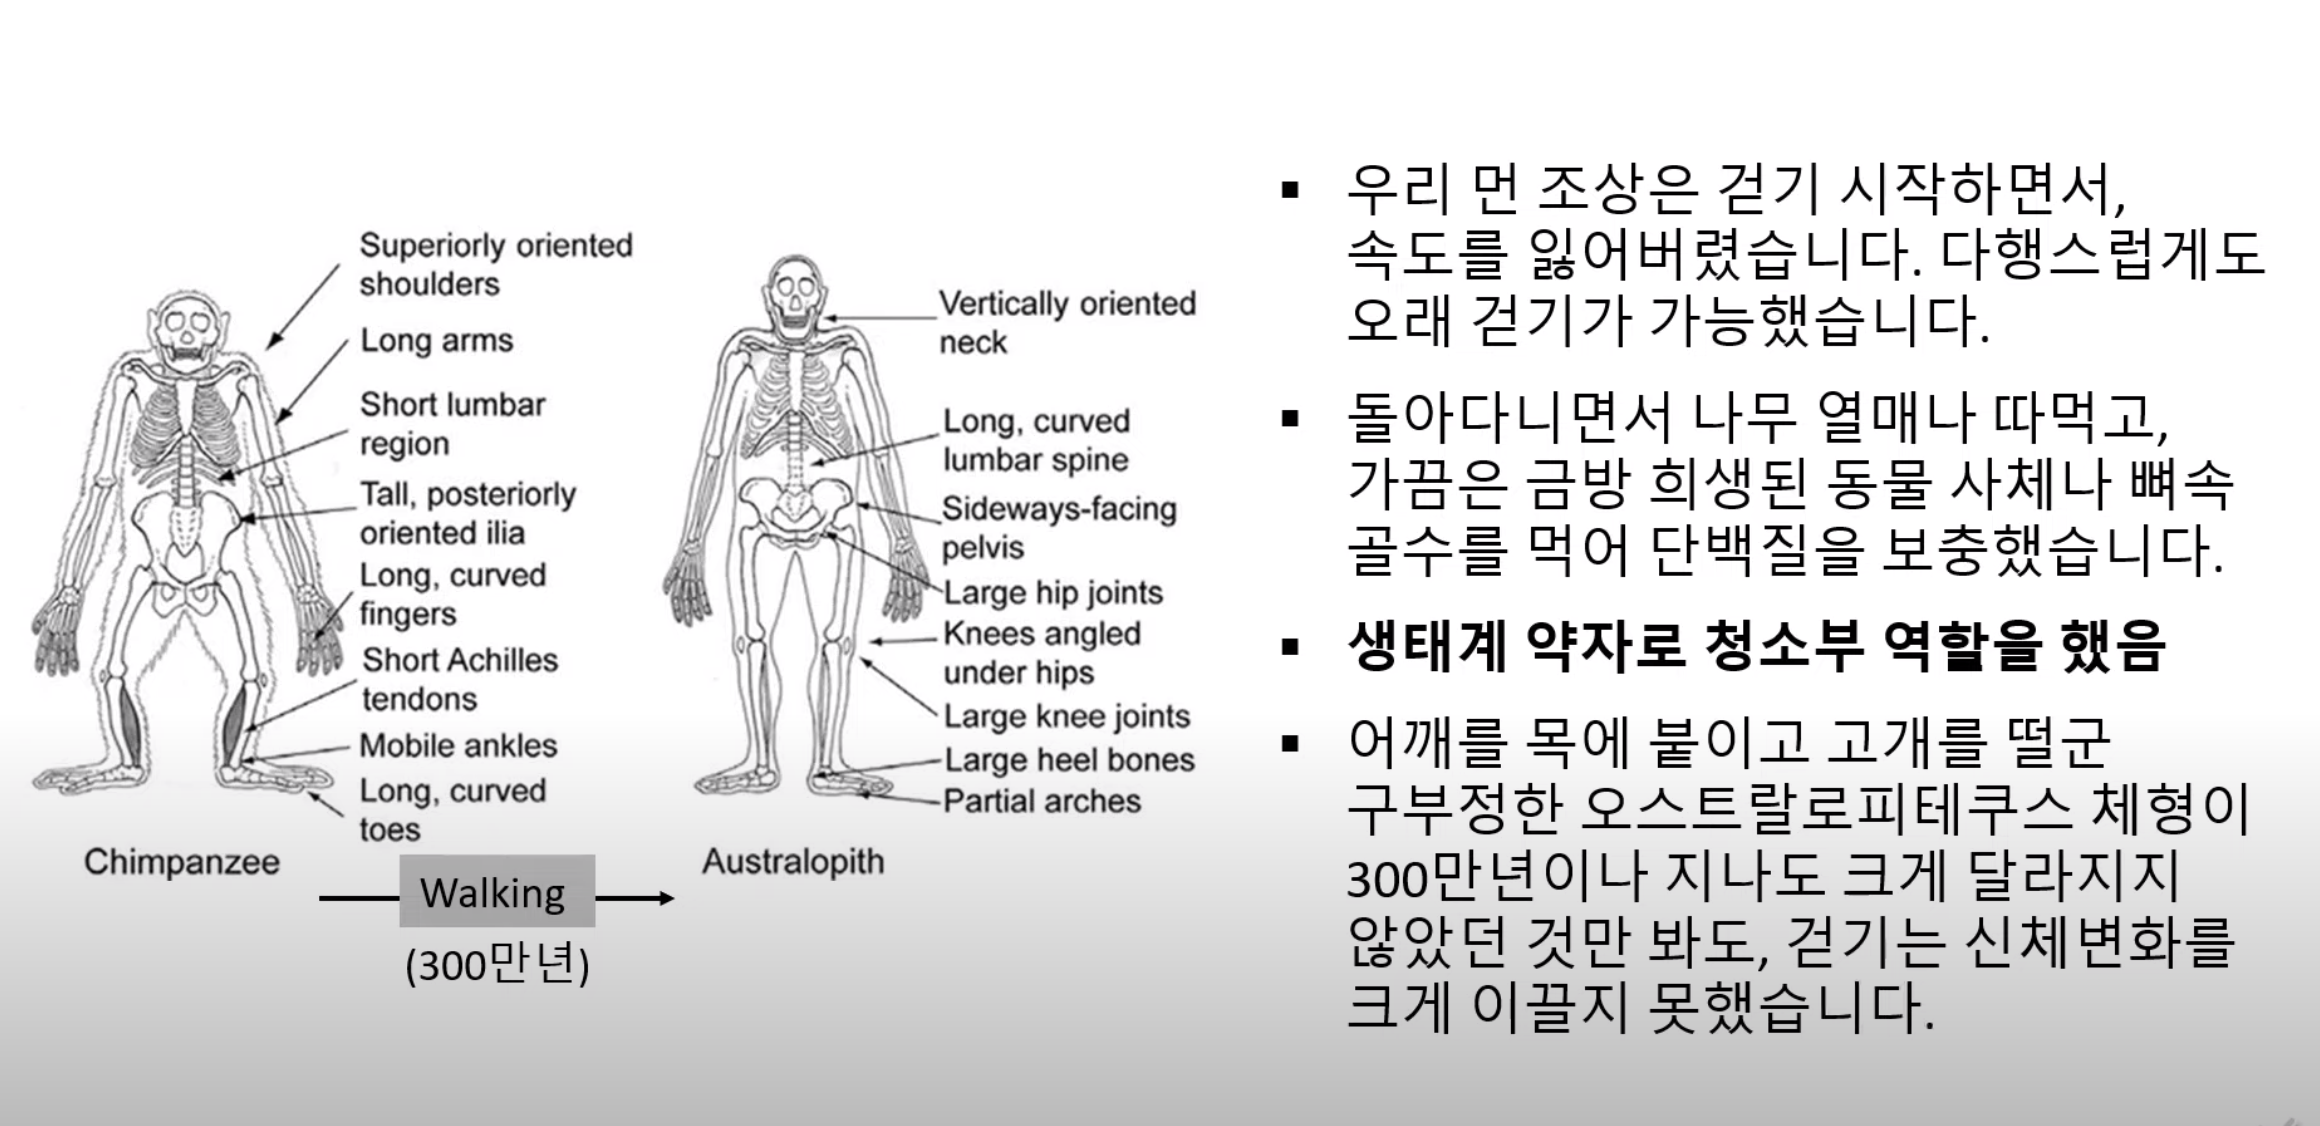 Superiorly oriented
shoulders
Long arms
Short lumbar
region
Tall, posteriorly
oriented ilia
Long, curved
fingers
Short Achilles
tendons
Mobile ankles
Long, curved
toes
Chimpanzee
Vertically oriented
neck
Long, curved
lumbar spine
Sideways-facing
pelvis
Large hip joints
Knees angled
under hips
Large knee joints
Large heel bones
Partial arches
Australopith
Walking
(300만년)
▪ 우리 먼 조상은 걷기 시작하면서,
속도를 잃어버렸습니다. 다행스럽게도
오래 걷기가 가능했습니다.
▪ 돌아다니면서 나무 열매나 따먹고,
가끔은 금방 희생된 동물 사체나 뼈속
골수를 먹어 단백질을 보충했습니다.
▪ 생태계 약자로 청소부 역할을 했음
▪ 어깨를 목에 붙이고 고개를 떨군
구부정한 오스트랄로피테쿠스 체형이
300만년이나 지나도 크게 달라지지
않았던 것만 봐도, 걷기는 신체변화를
크게 이끌지 못했습니다.